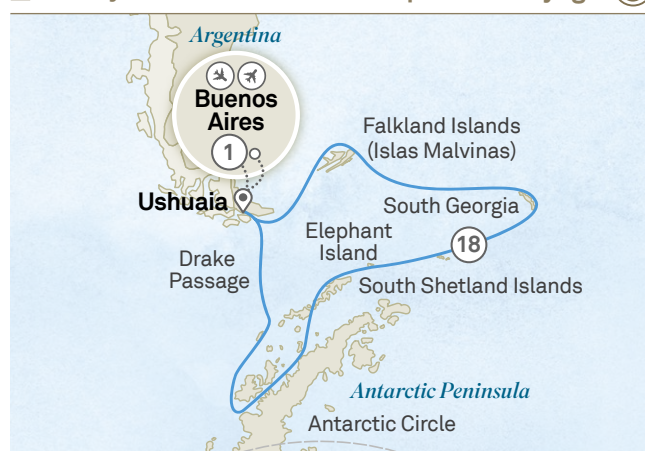 Argentina
Buenos
Aires
1
Falkland Islands
(Islas Malvinas)
Ushuaia
South Georgia
Elephant
Island
18
Drake
Passage
South Shetland Islands
Antarctic Peninsula
Antarctic Circle